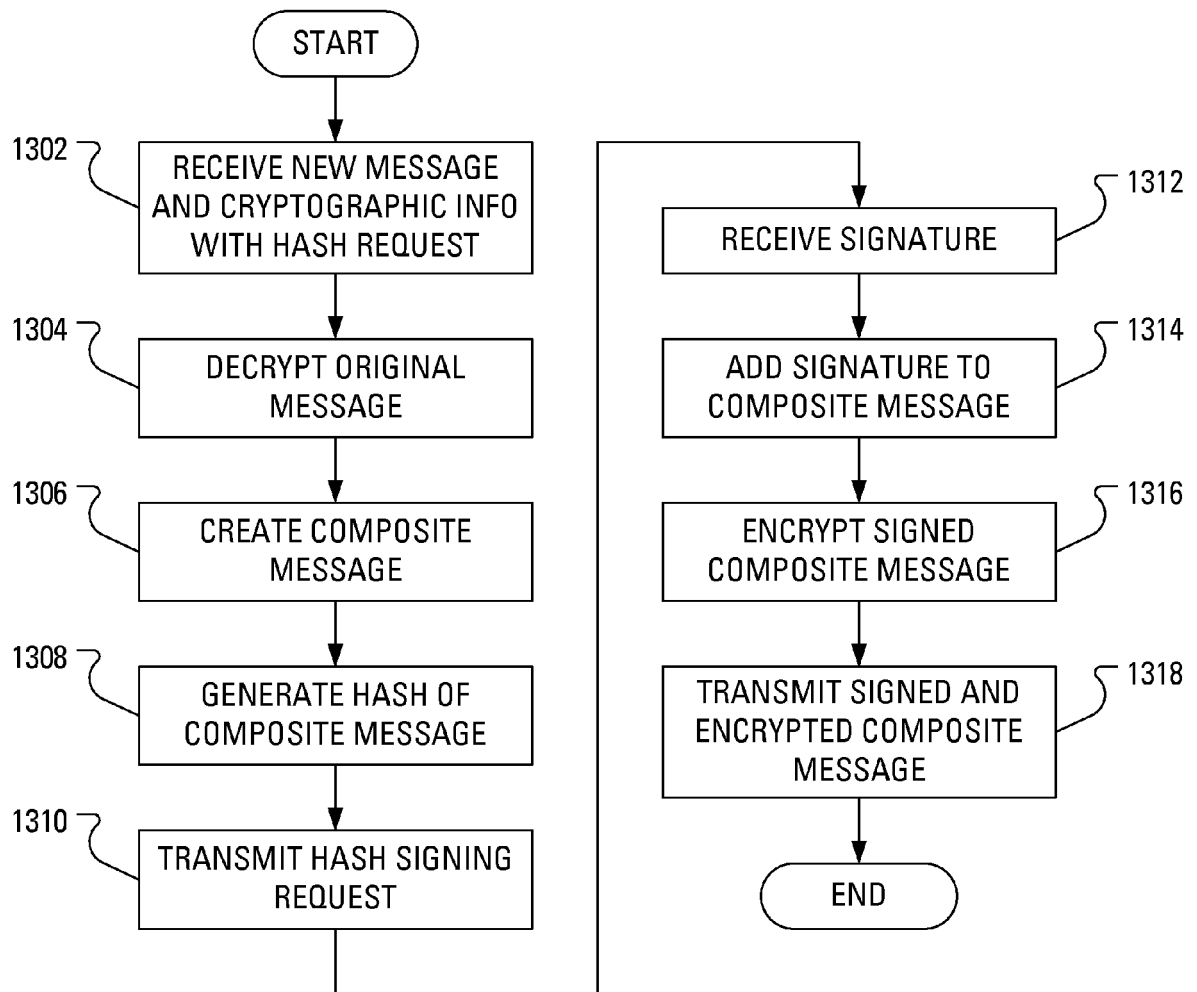 START
1302
RECEIVE NEW MESSAGE
AND CRYPTOGRAPHIC INFO
WITH HASH REQUEST
1304
DECRYPT ORIGINAL
MESSAGE
1306
CREATE COMPOSITE
MESSAGE
1308
GENERATE HASH OF
COMPOSITE MESSAGE
1310
TRANSMIT HASH SIGNING
REQUEST
1312
RECEIVE SIGNATURE
1314
ADD SIGNATURE TO
COMPOSITE MESSAGE
1316
ENCRYPT SIGNED
COMPOSITE MESSAGE
1318
TRANSMIT SIGNED AND
ENCRYPTED COMPOSITE
MESSAGE
END